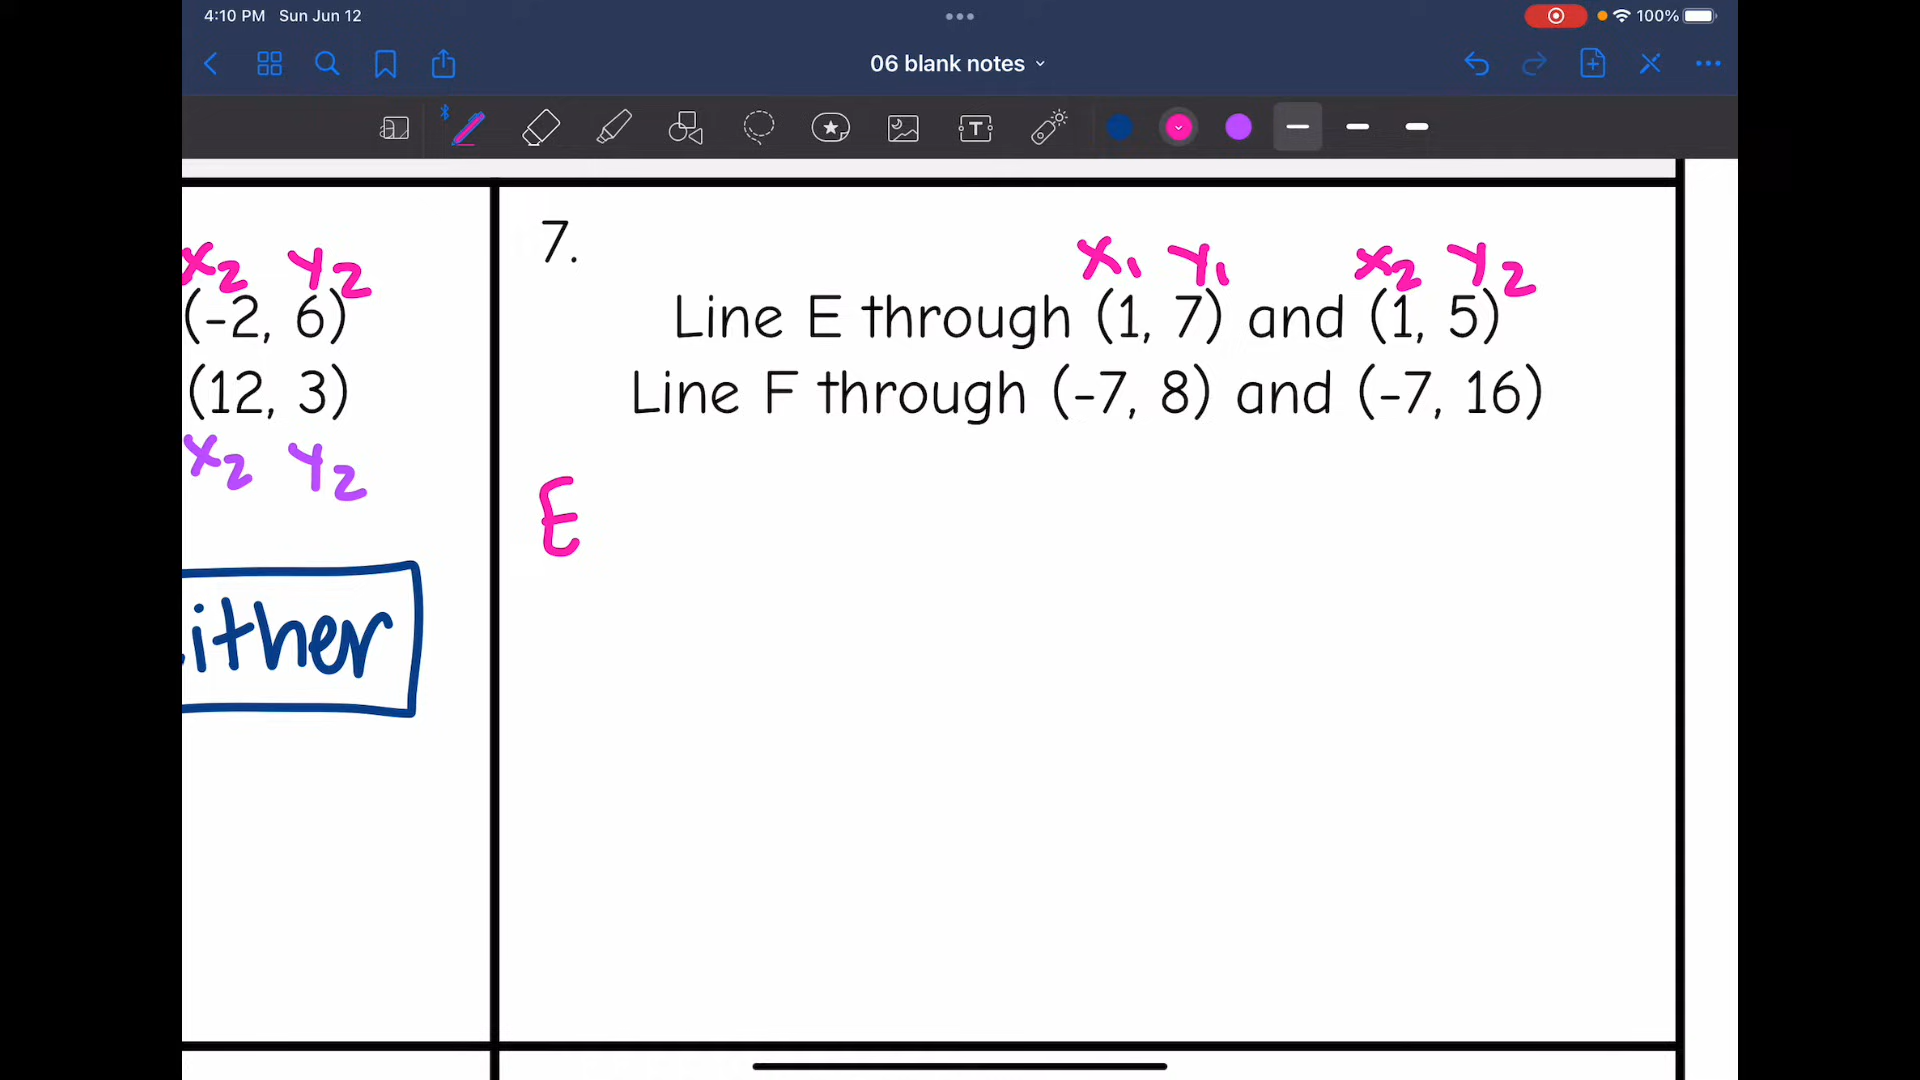 4:10 PM Sun Jun 12
100%
06 blank notes
T
x2 y2
(-2, 6)
(12, 3)
x2 y2
ither
7.
x1 y1 x2 y2
Line E through (1, 7) and (1, 5)
Line F through (-7, 8) and (-7, 16)
E